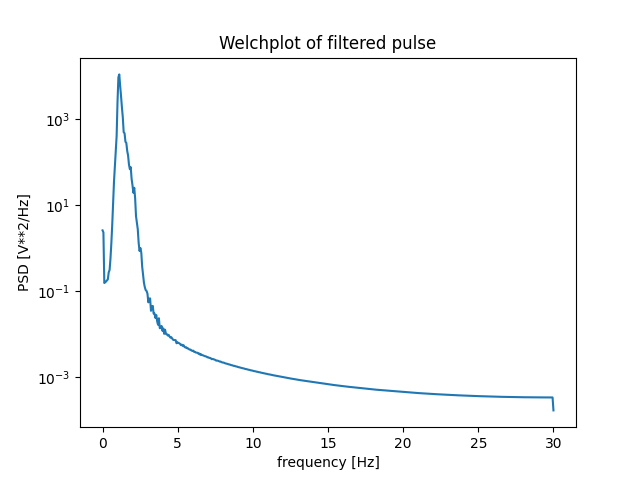 Welchplot of filtered pulse
PSD [V**2/Hz]
10³
10¹
10⁻¹
10⁻³
0 5 10 15 20 25 30
frequency [Hz]